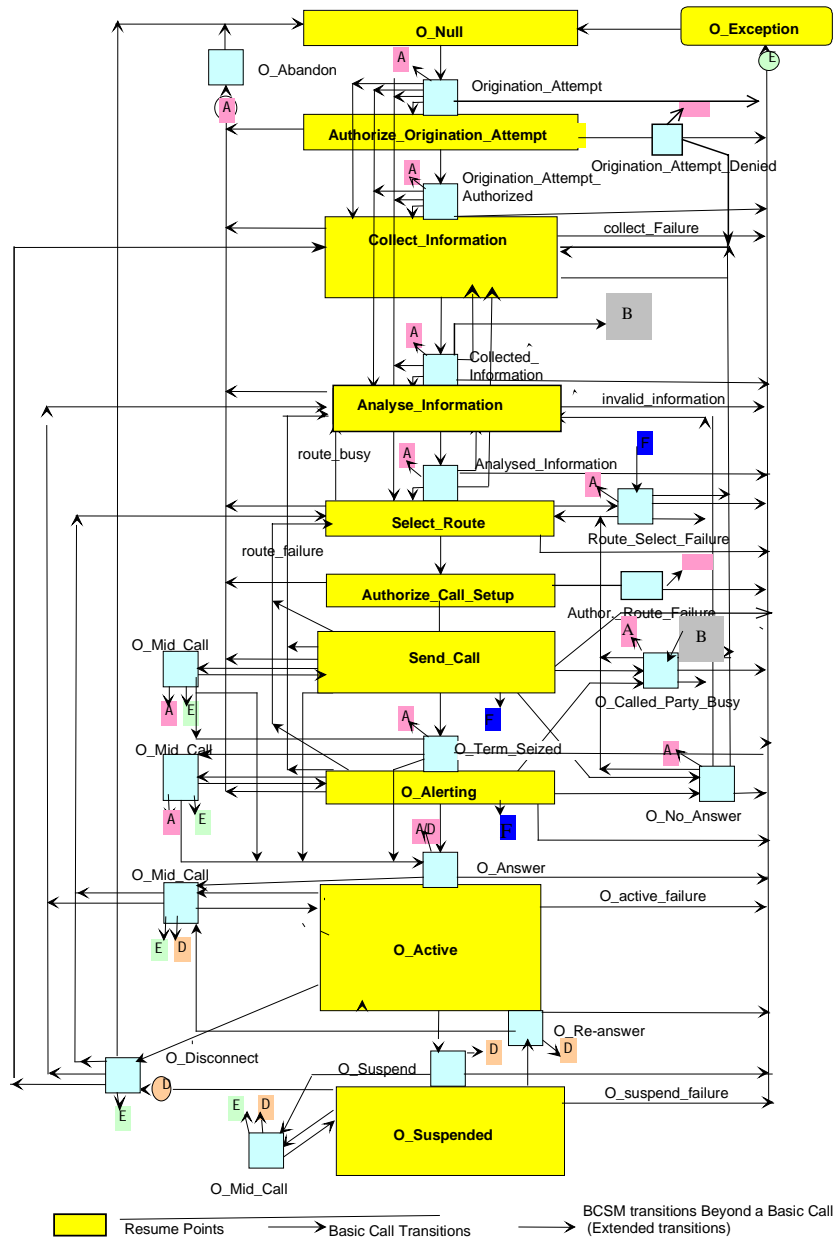 O_Null
O_Exception
E
A
O_Abandon
Origination_Attempt
A
Authorize_Origination_Attempt
Origination_Attempt_Denied
A
Origination_Attempt_
Authorized
collect_Failure
Collect_Information
B
A
Collected_
Information
invalid_information
Analyse_Information
route_busy
F
A
Analysed_Information
A
Select_Route
Route_Select_Failure
route_failure
Authorize_Call_Setup
Author._Route_Failure
A
B
O_Mid_Call
Send_Call
O_Called_Party_Busy
A
E
A
F
O_Mid_Call
O_Term_Seized
A
O_Alerting
A
E
F
O_No_Answer
A
D
O_Mid_Call
O_Answer
O_active_failure
E
D
O_Active
O_Re-answer
O_Disconnect
O_Suspend
D
D
D
E
O_suspend_failure
E
D
O_Suspended
O_Mid_Call
BCSM transitions Beyond a Basic Call
Resume Points
Basic Call Transitions
(Extended transitions)